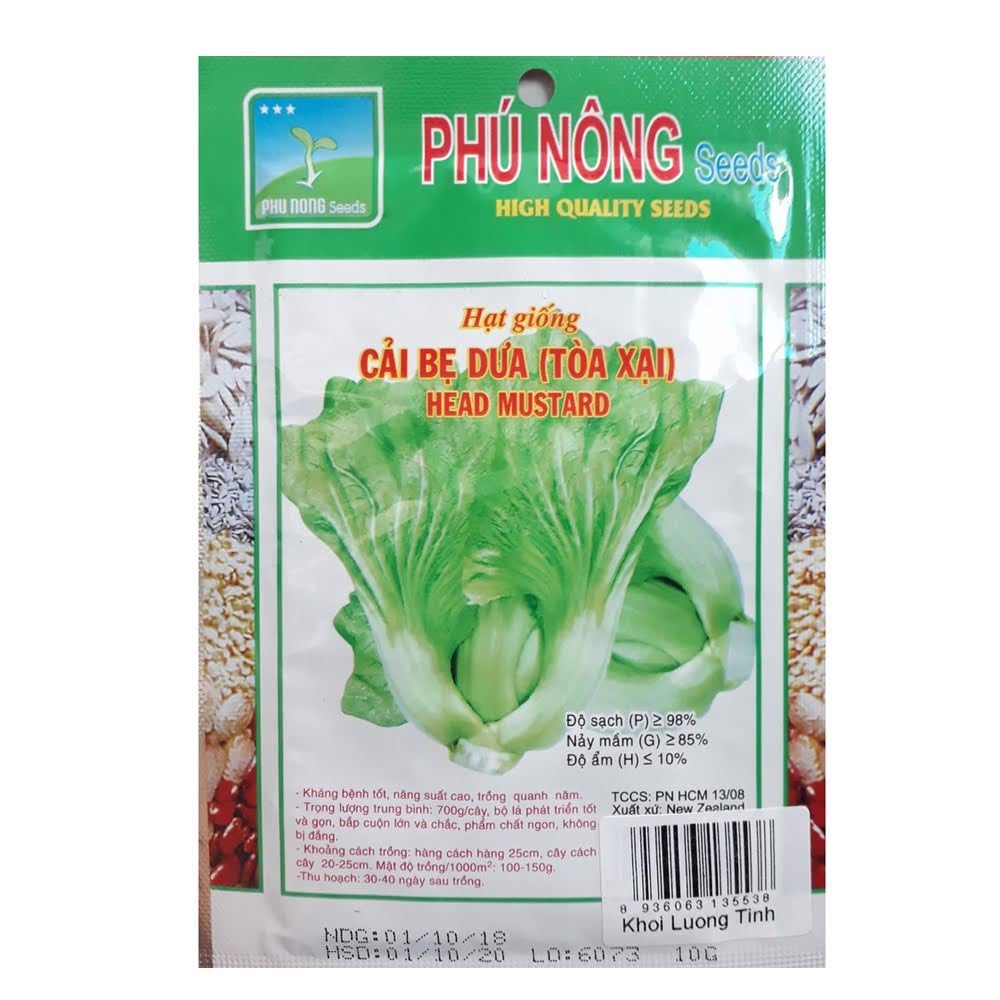 PHU NONG Seeds
PHÚ NÔNG Seeds
HIGH QUALITY SEEDS
Hạt giống
CẢI BẸ DƯA (TÒA XẠI)
HEAD MUSTARD
Độ sạch (P) ≥ 98%
Nảy mầm (G) ≥ 85%
Độ ẩm (H) ≤ 10%
- Kháng bệnh tốt, năng suất cao, trồng quanh năm.
- Trọng lượng trung bình: 700g/cây, bộ lá phát triển tốt
và gọn, bắp cuộn lớn và chắc, phẩm chất ngon, không
bị đắng.
- Khoảng cách trồng: hàng cách hàng 25cm, cây cách
cây 20-25cm. Mật độ trồng/1000m²: 100-150g.
-Thu hoạch: 30-40 ngày sau trồng.
TCCS: PN HCM 13/08
Xuất xứ: New Zealand
8 936063 135538
Khoi Luong Tinh
NDG:01/10/18
HSD:01/10/20 LO:6073 10G